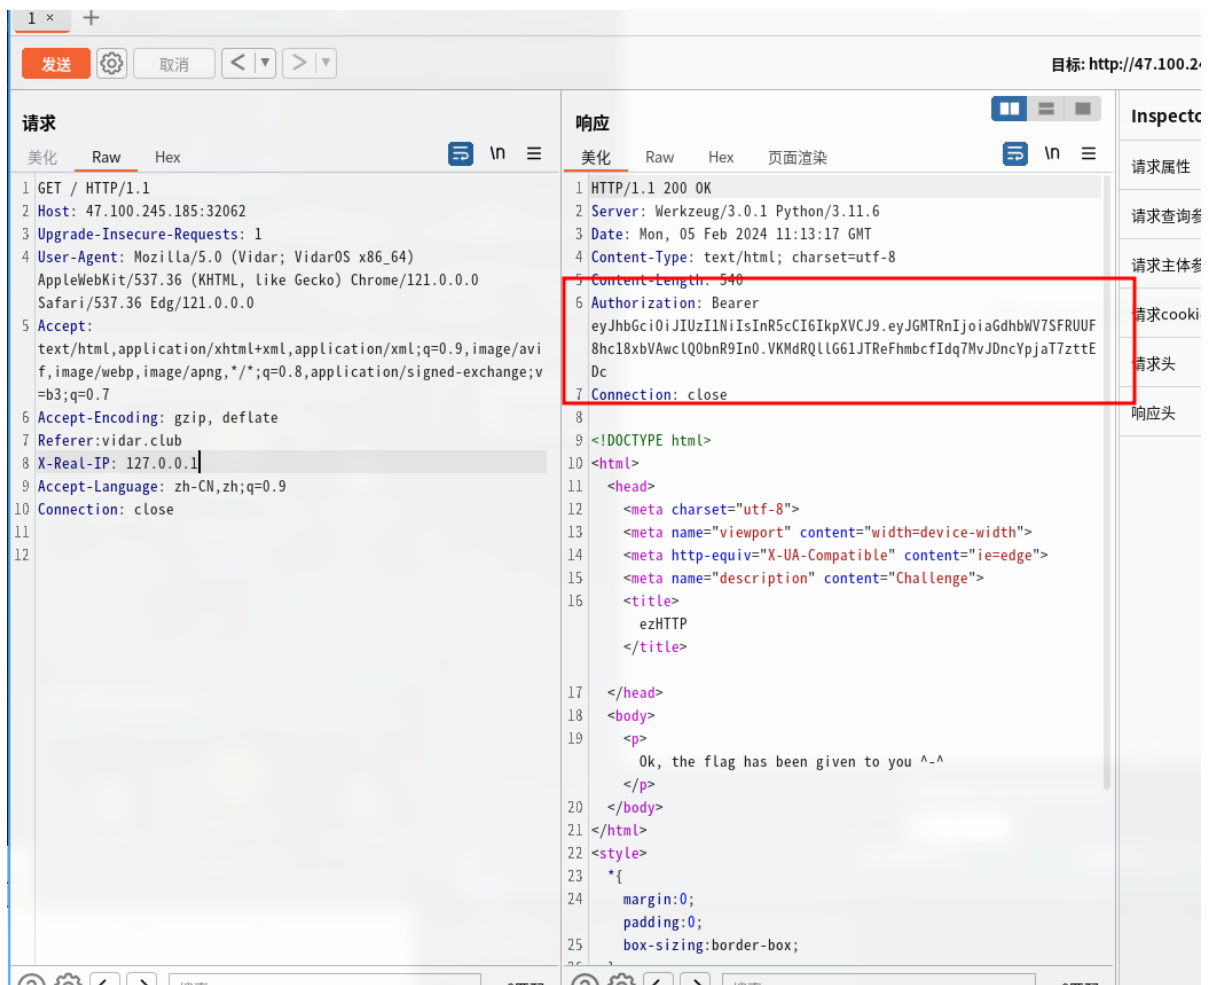 1 ×  +
发送 取消 < ▼ > ▼ 目标: http://47.100.24
请求
美化 Raw Hex \n
1 GET / HTTP/1.1
2 Host: 47.100.245.185:32062
3 Upgrade-Insecure-Requests: 1
4 User-Agent: Mozilla/5.0 (Vidar; VidarOS x86_64)
AppleWebKit/537.36 (KHTML, like Gecko) Chrome/121.0.0.0
Safari/537.36 Edg/121.0.0.0
5 Accept:
text/html,application/xhtml+xml,application/xml;q=0.9,image/avi
f,image/webp,image/apng,*/*;q=0.8,application/signed-exchange;v
=b3;q=0.7
6 Accept-Encoding: gzip, deflate
7 Referer:vidar.club
8 X-Real-IP: 127.0.0.1
9 Accept-Language: zh-CN,zh;q=0.9
10 Connection: close
11
12
响应
美化 Raw Hex 页面渲染 \n
1 HTTP/1.1 200 OK
2 Server: Werkzeug/3.0.1 Python/3.11.6
3 Date: Mon, 05 Feb 2024 11:13:17 GMT
4 Content-Type: text/html; charset=utf-8
5 Content-Length: 540
6 Authorization: Bearer
eyJhbGciOiJIUzI1NiIsInR5cCI6IkpXVCJ9.eyJGMTRnIjoiaGdhbWV7SFRUUF
8hc18xbVAwclQ0bnR9In0.VKMdRQllG61JTReFhmbcfIdq7MvJDncYpjaT7zttE
Dc
7 Connection: close
8
9 <!DOCTYPE html>
10 <html>
11 <head>
12 <meta charset="utf-8">
13 <meta name="viewport" content="width=device-width">
14 <meta http-equiv="X-UA-Compatible" content="ie=edge">
15 <meta name="description" content="Challenge">
16 <title>
ezHTTP
</title>
17 </head>
18 <body>
19 <p>
Ok, the flag has been given to you ^-^
</p>
20 </body>
21 </html>
22 <style>
23 *{
24 margin:0;
padding:0;
25 box-sizing:border-box;
Inspecto
请求属性
请求查询参
请求主体参
请求cooki
请求头
响应头